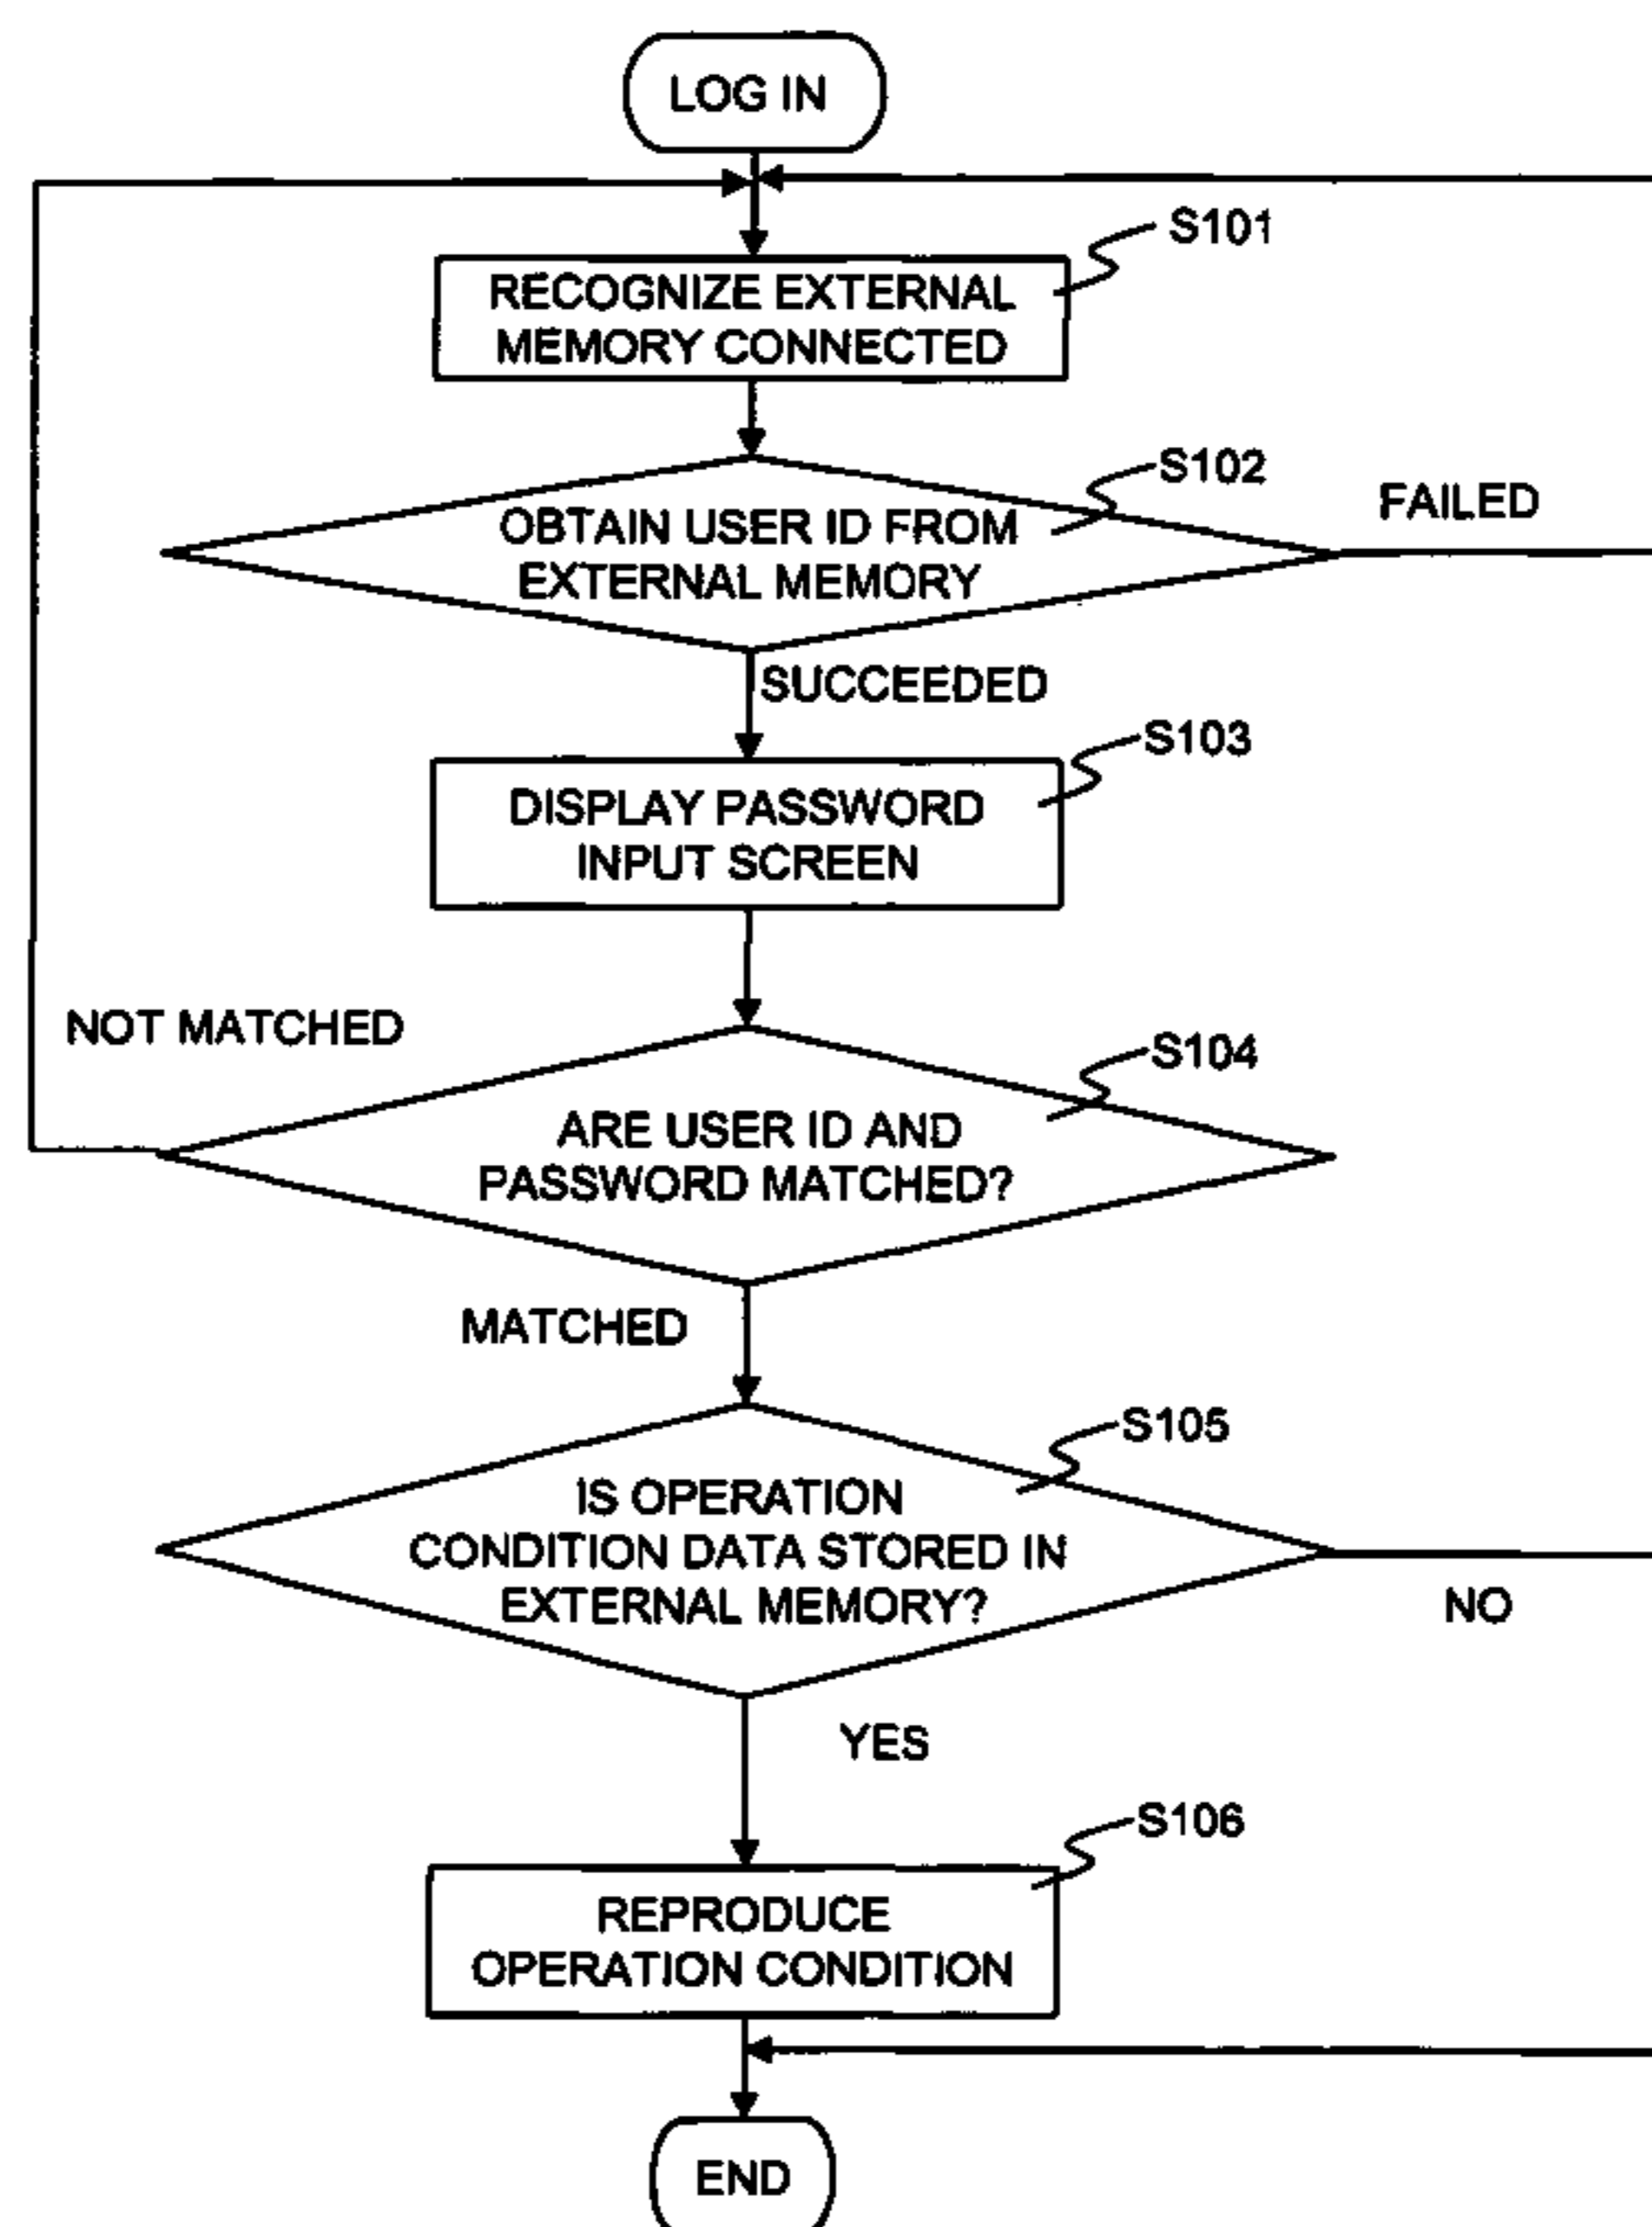 LOG IN
S101
RECOGNIZE EXTERNAL
MEMORY CONNECTED
S102
FAILED
OBTAIN USER ID FROM
EXTERNAL MEMORY
SUCCEEDED
S103
DISPLAY PASSWORD
INPUT SCREEN
NOT MATCHED
S104
ARE USER ID AND
PASSWORD MATCHED?
MATCHED
S105
IS OPERATION
CONDITION DATA STORED IN
EXTERNAL MEMORY?
NO
YES
S106
REPRODUCE
OPERATION CONDITION
END